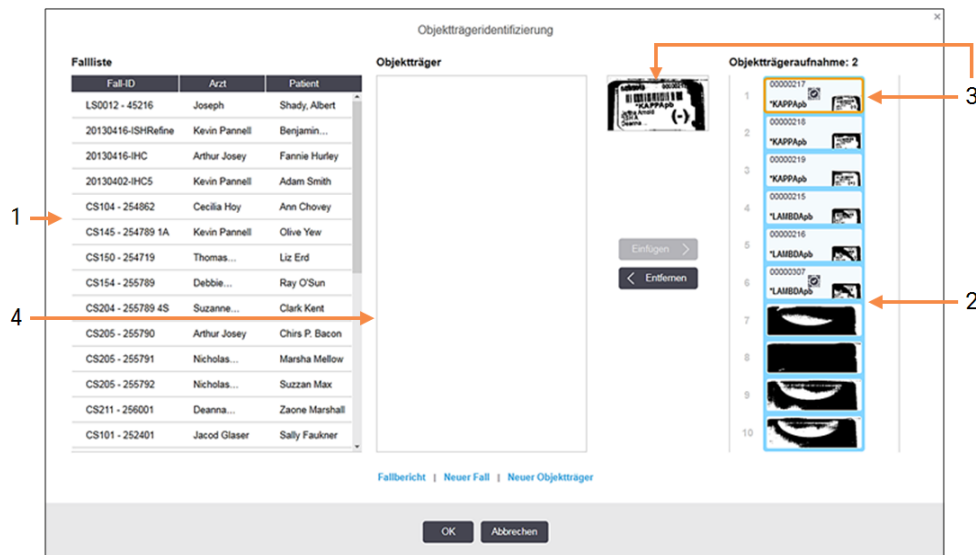 Objektträgeridentifizierung
×
Fallliste
Objektträger
Objektträgeraufnahme: 2
Fall-ID Arzt Patient
LS0012 - 45216 Joseph Shady, Albert
20130416-ISHRefine Kevin Pannell Benjamin...
20130416-IHC Arthur Josey Fannie Hurley
20130402-IHC5 Kevin Pannell Adam Smith
CS104 - 254862 Cecilia Hoy Ann Chovey
CS145 - 254789 1A Kevin Pannell Olive Yew
CS150 - 254719 Thomas... Liz Erd
CS154 - 255789 Debbie... Ray O'Sun
CS204 - 255789 4S Suzanne... Clark Kent
CS205 - 255790 Arthur Josey Chirs P. Bacon
CS205 - 255791 Nicholas... Marsha Mellow
CS205 - 255792 Nicholas... Suzzan Max
CS211 - 256001 Deanna... Zaone Marshall
CS101 - 252401 Jacod Glaser Sally Faukner
1
4
*KAPPApb
(-)
Deanna
Einfügen >
< Entfernen
1 00000217
*KAPPApb
2 00000218
*KAPPApb
3 00000219
*KAPPApb
4 00000215
*LAMBDApb
5 00000216
*LAMBDApb
6 00000307
*LAMBDApb
7
8
9
10
3
2
Fallbericht | Neuer Fall | Neuer Objektträger
OK Abbrechen